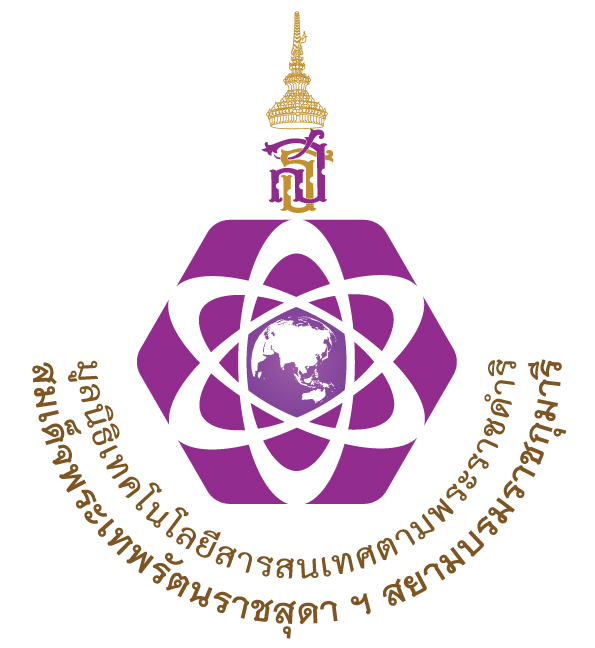 สธ
มูลนิธิเทคโนโลยีสารสนเทศตามพระราชดำริ
สมเด็จพระเทพรัตนราชสุดา ฯ สยามบรมราชกุมารี